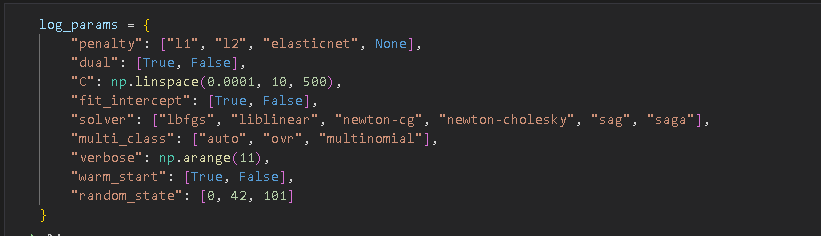 log_params = {
"penalty": ["l1", "l2", "elasticnet", None],
"dual": [True, False],
"C": np.linspace(0.0001, 10, 500),
"fit_intercept": [True, False],
"solver": ["lbfgs", "liblinear", "newton-cg", "newton-cholesky", "sag", "saga"],
"multi_class": ["auto", "ovr", "multinomial"],
"verbose": np.arange(11),
"warm_start": [True, False],
"random_state": [0, 42, 101]
}